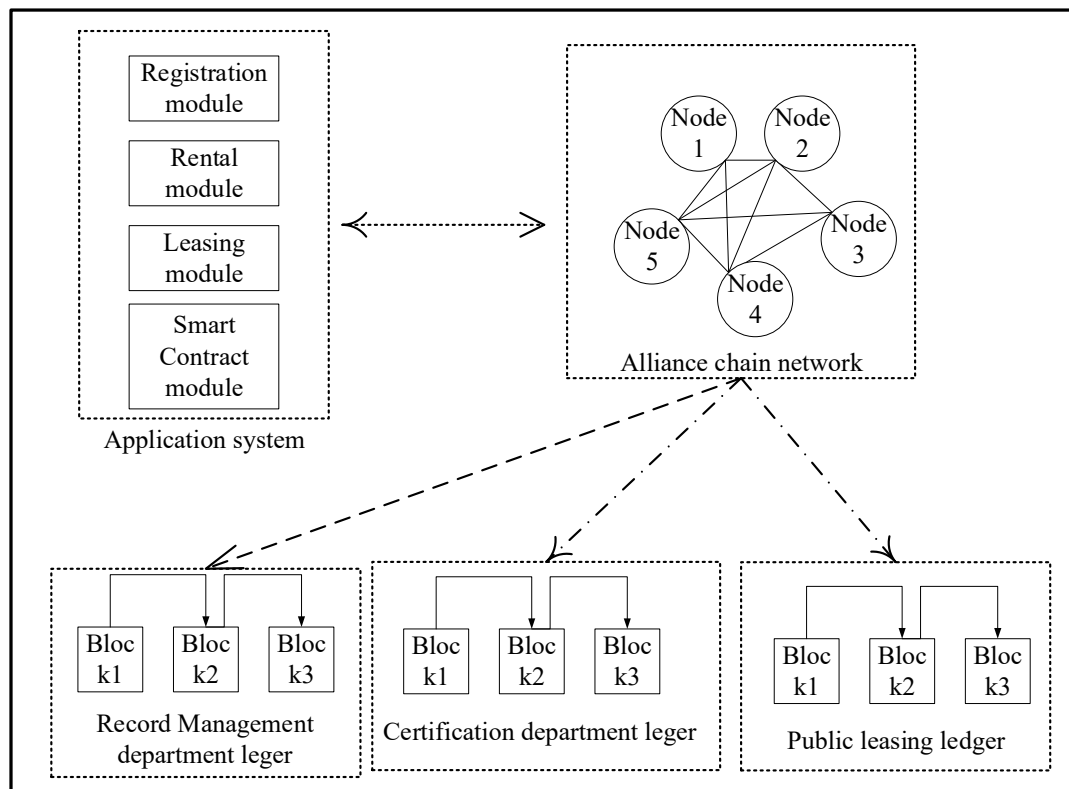 Registration
module
Rental
module
Leasing
module
Smart
Contract
module
Application system
Node
1
Node
2
Node
3
Node
4
Node
5
Alliance chain network
Bloc
k1
Bloc
k2
Bloc
k3
Record Management
department leger
Bloc
k1
Bloc
k2
Bloc
k3
Certification department leger
Bloc
k1
Bloc
k2
Bloc
k3
Public leasing ledger